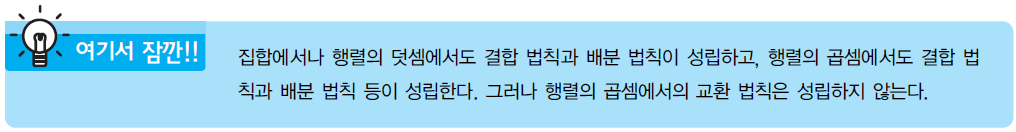 여기서 잠깐!!
집합에서나 행렬의 덧셈에서도 결합 법칙과 배분 법칙이 성립하고, 행렬의 곱셈에서도 결합 법
칙과 배분 법칙 등이 성립한다. 그러나 행렬의 곱셈에서의 교환 법칙은 성립하지 않는다.